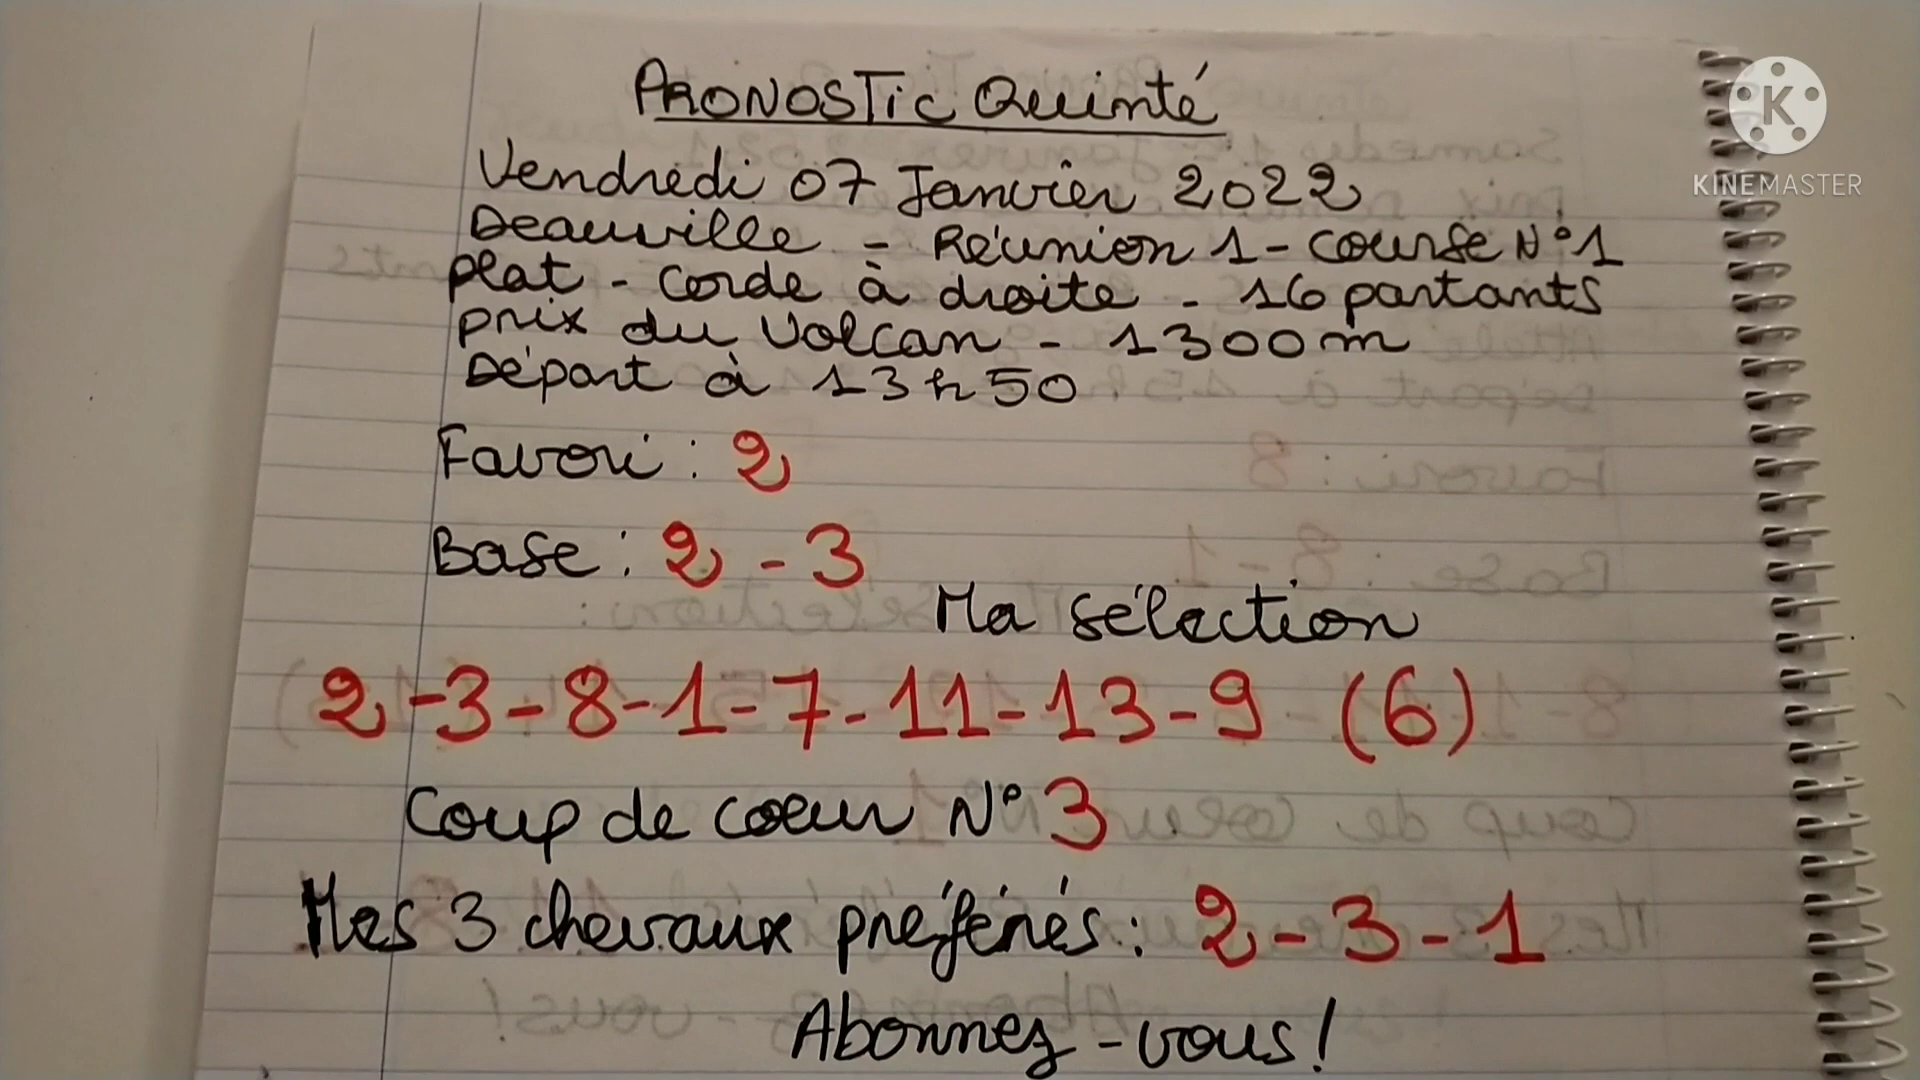 PRONOSTIC Quinté
Vendredi 07 Janvier 2022
Deauville - Réunion 1 - course N°1
plat - corde à droite - 16 partants
prix du Volcan - 1300m
Départ à 13h50
Favori : 2
Base : 2 - 3
Ma sélection
2-3-8-1-7-11-13-9 (6)
Coup de coeur N° 3
Mes 3 chevaux préférés : 2-3-1
Abonnez-vous !
K
KINEMASTER